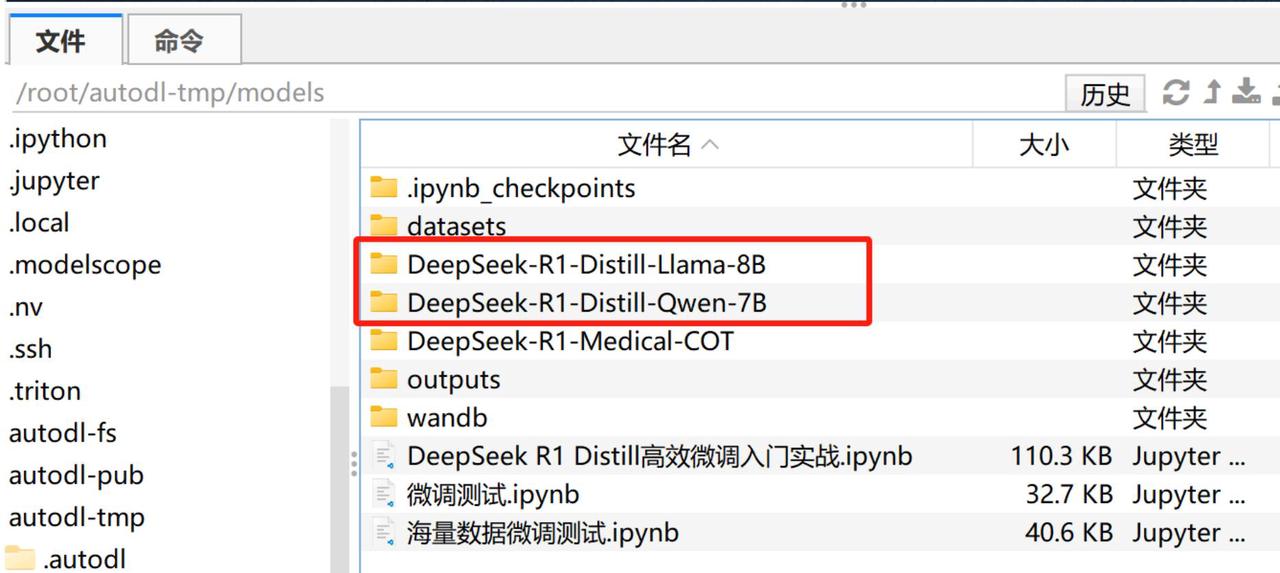 文件 命令
/root/autodl-tmp/models 历史
.ipython
.jupyter
.local
.modelscope
.nv
.ssh
.triton
autodl-fs
autodl-pub
autodl-tmp
.autodl
文件名 大小 类型
.ipynb_checkpoints 文件夹
datasets 文件夹
DeepSeek-R1-Distill-Llama-8B 文件夹
DeepSeek-R1-Distill-Qwen-7B 文件夹
DeepSeek-R1-Medical-COT 文件夹
outputs 文件夹
wandb 文件夹
DeepSeek R1 Distill高效微调入门实战.ipynb 110.3 KB Jupyter ...
微调测试.ipynb 32.7 KB Jupyter ...
海量数据微调测试.ipynb 40.6 KB Jupyter ...